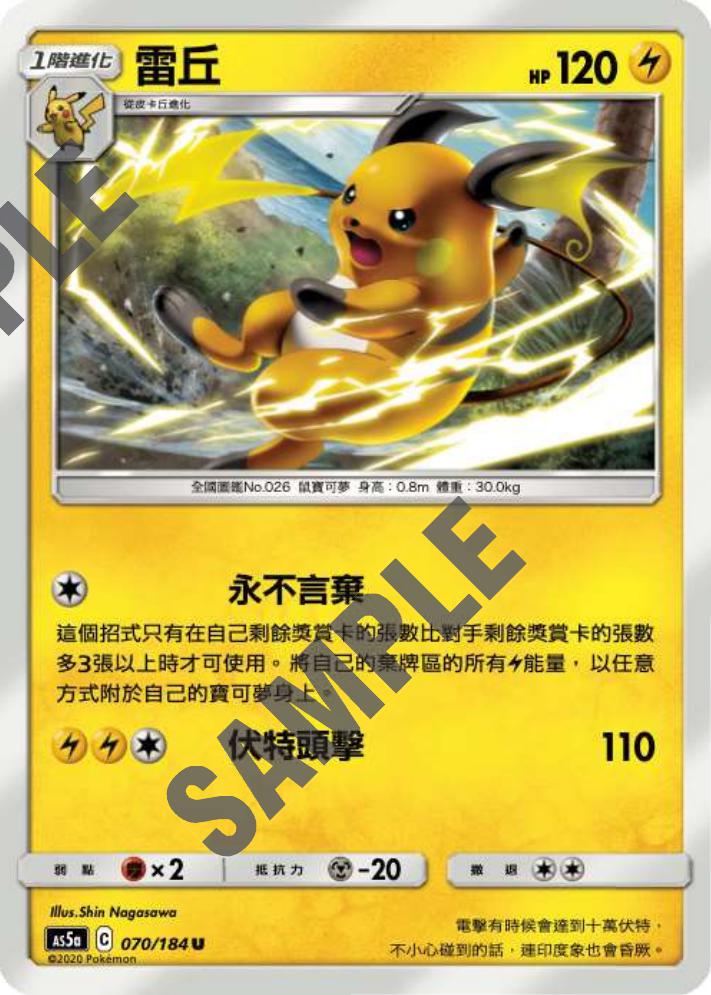 1階進化 雷丘 HP 120
從皮卡丘進化
全國圖鑑No.026 鼠寶可夢 身高：0.8m 體重：30.0kg
永不言棄
這個招式只有在自己剩餘獎賞卡的張數比對手剩餘獎賞卡的張數
多3張以上時才可使用。將自己的棄牌區的所有能量，以任意
方式附於自己的寶可夢身上。
伏特頭擊 110
弱點 ×2 抵抗力 -20 撤退
Illus.Shin Nagasawa
AS5a C 070/184 U
©2020 Pokémon
電擊有時候會達到十萬伏特，
不小心碰到的話，連印度象也會昏厥。
SAMPLE
PLE